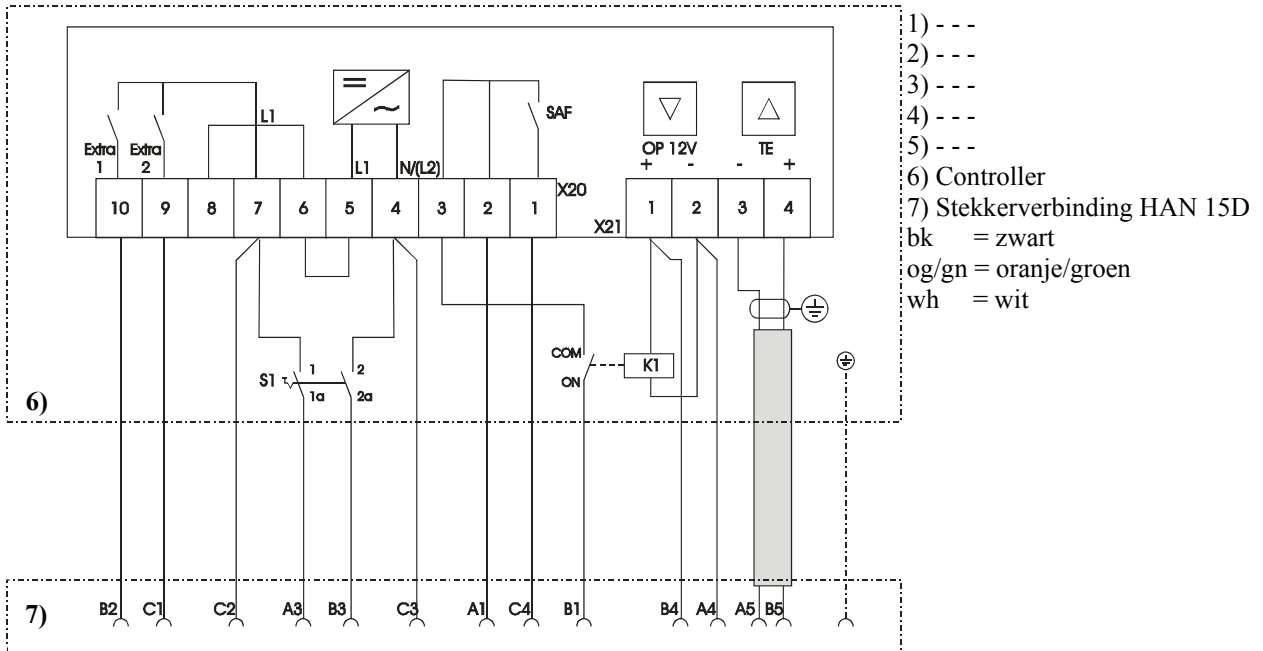 1) - - -
2) - - -
3) - - -
4) - - -
5) - - -
6) Controller
7) Stekkerverbinding HAN 15D
bk = zwart
og/gn = oranje/groen
wh = wit
L1
SAF
Extra 1
Extra 2
OP 12V
TE
+ - - +
L1
N/(L2)
X20
10 9 8 7 6 5 4 3 2 1
X21
1 2 3 4
COM
K1
ON
S1
1 2
1a 2a
6)
7)
B2 C1 C2 A3 B3 C3 A1 C4 B1 B4 A4 A5 B5